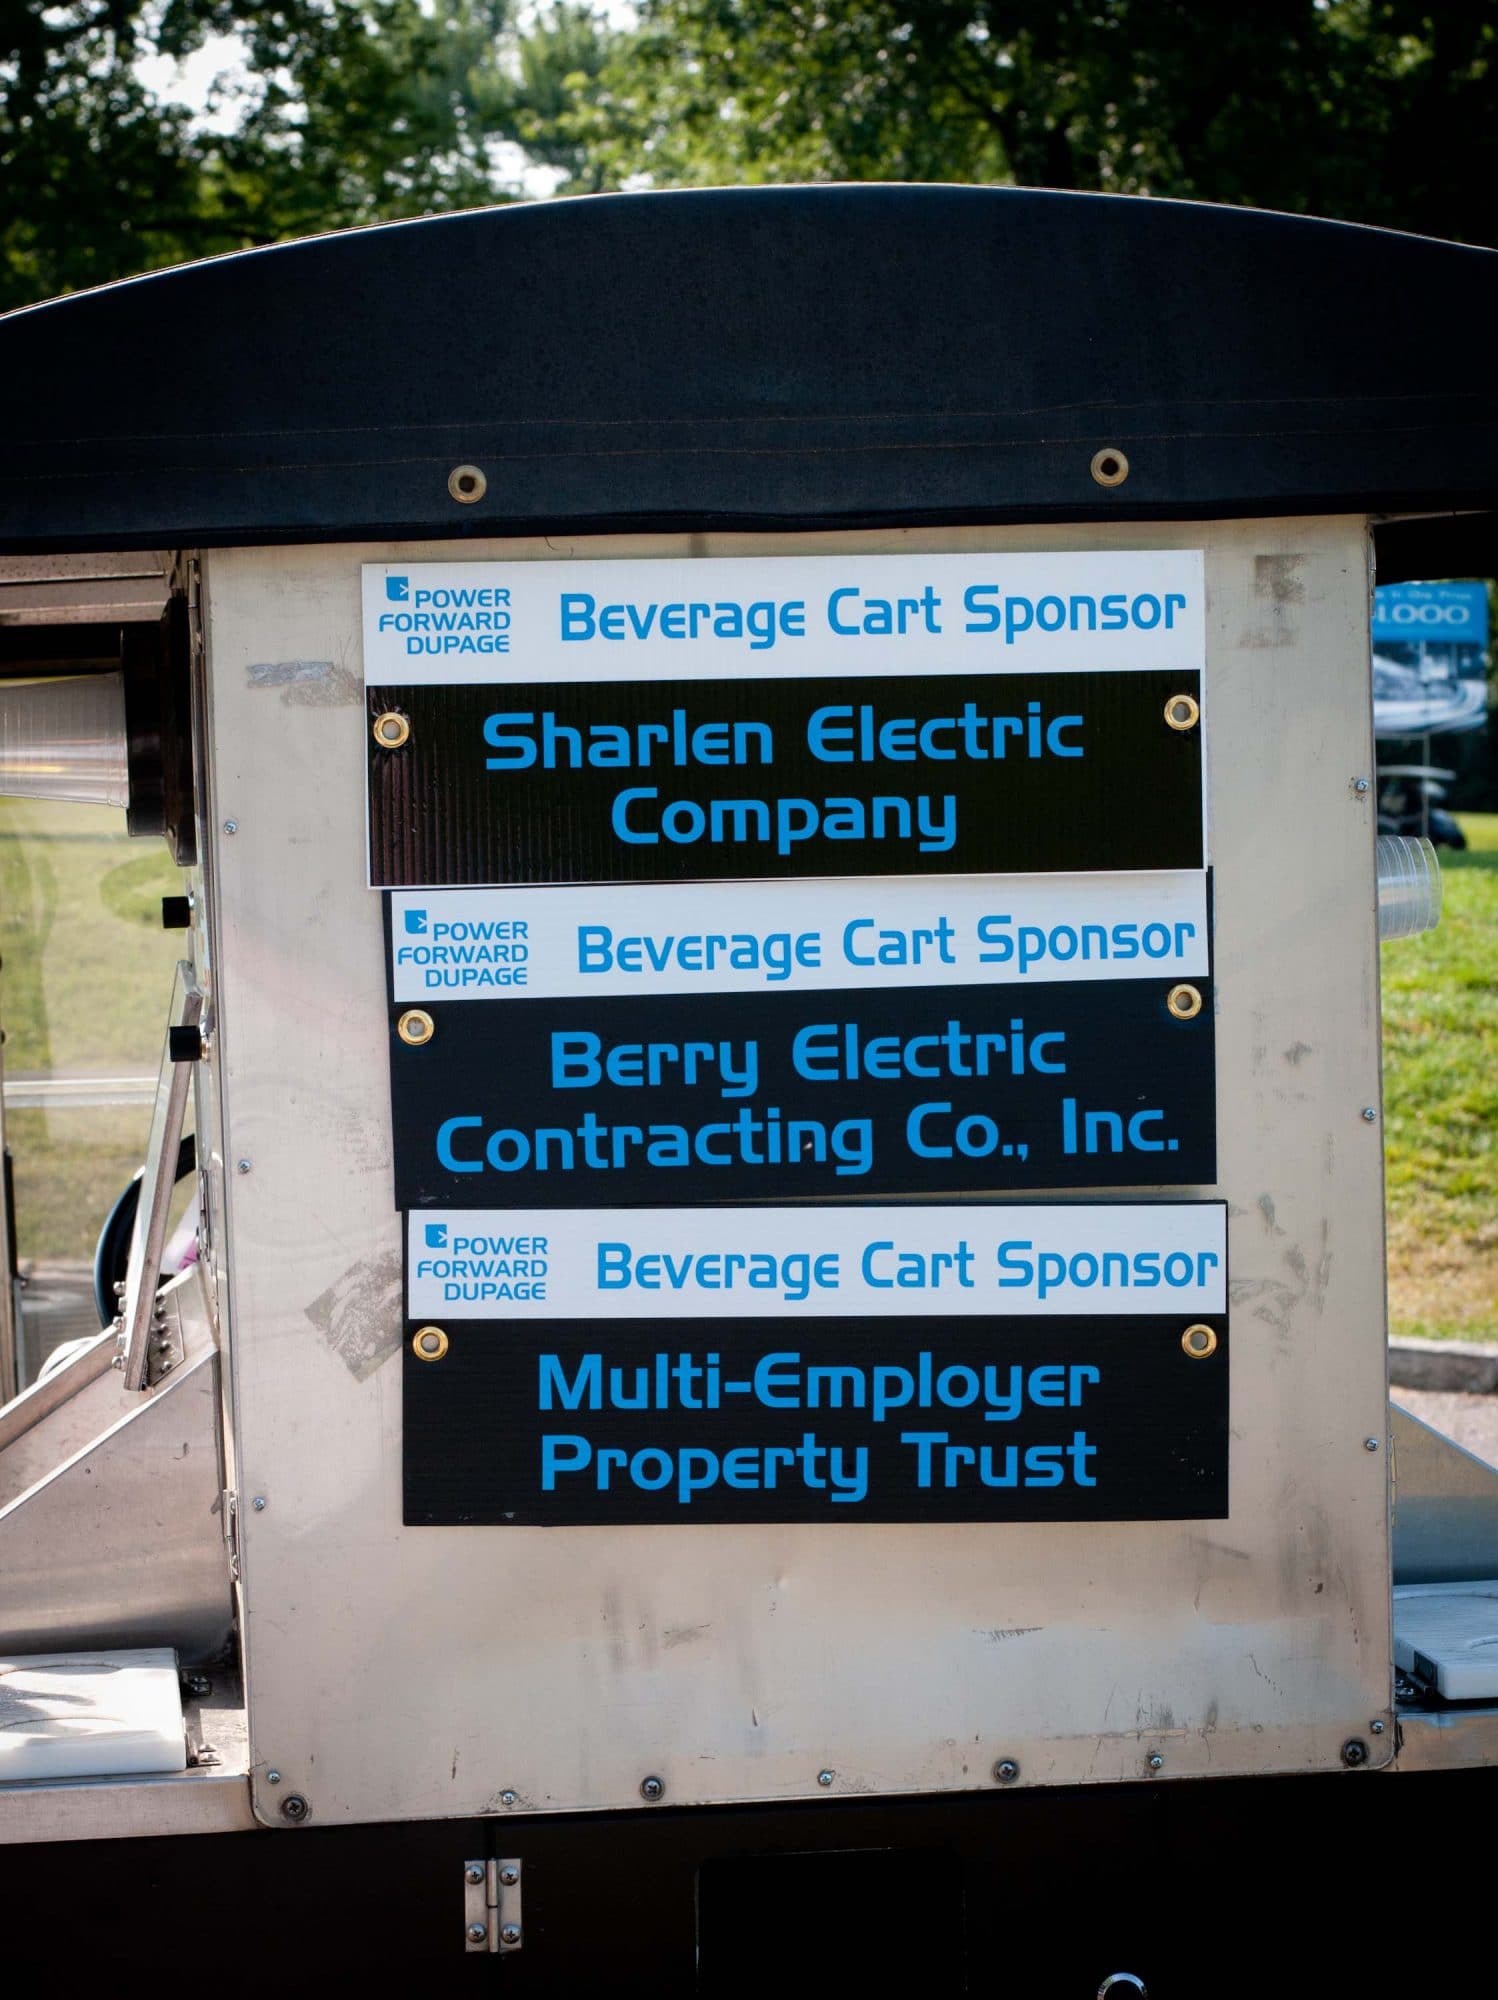 POWER
FORWARD
DUPAGE
Beverage Cart Sponsor
Sharlen Electric
Company
POWER
FORWARD
DUPAGE
Beverage Cart Sponsor
Berry Electric
Contracting Co., Inc.
POWER
FORWARD
DUPAGE
Beverage Cart Sponsor
Multi-Employer
Property Trust